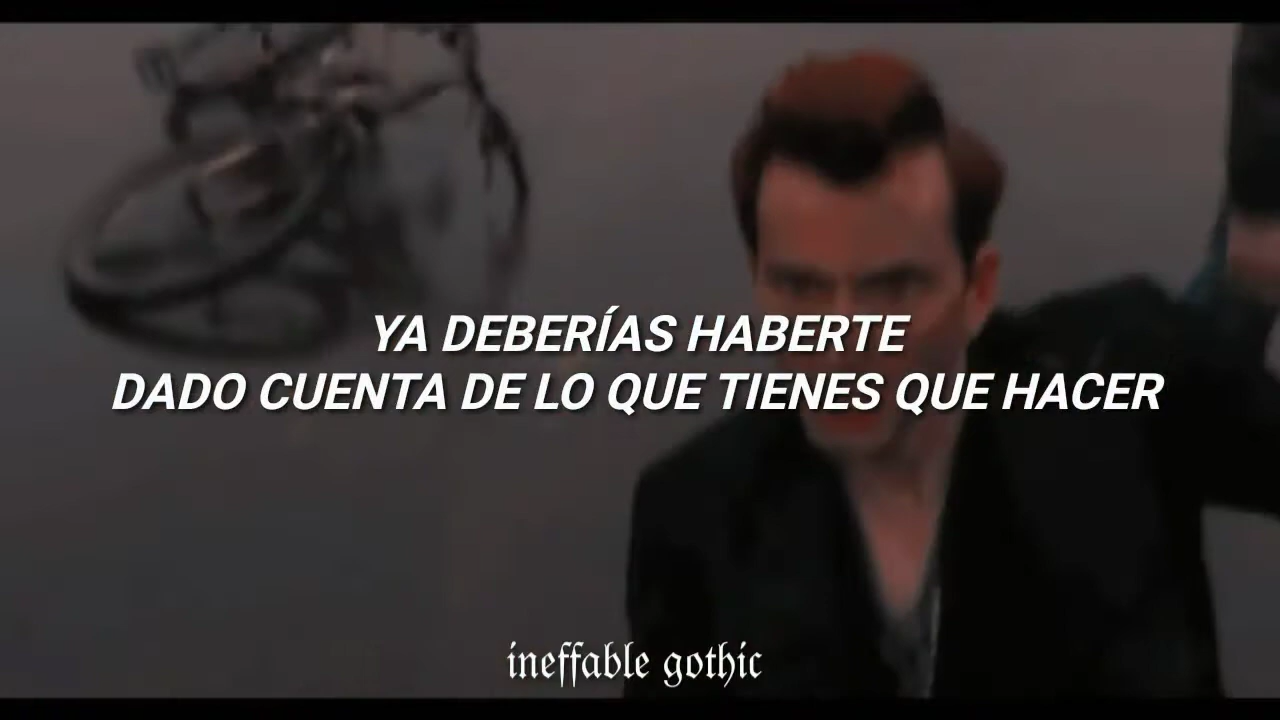 YA DEBERÍAS HABERTE
DADO CUENTA DE LO QUE TIENES QUE HACER
ineffable gothic